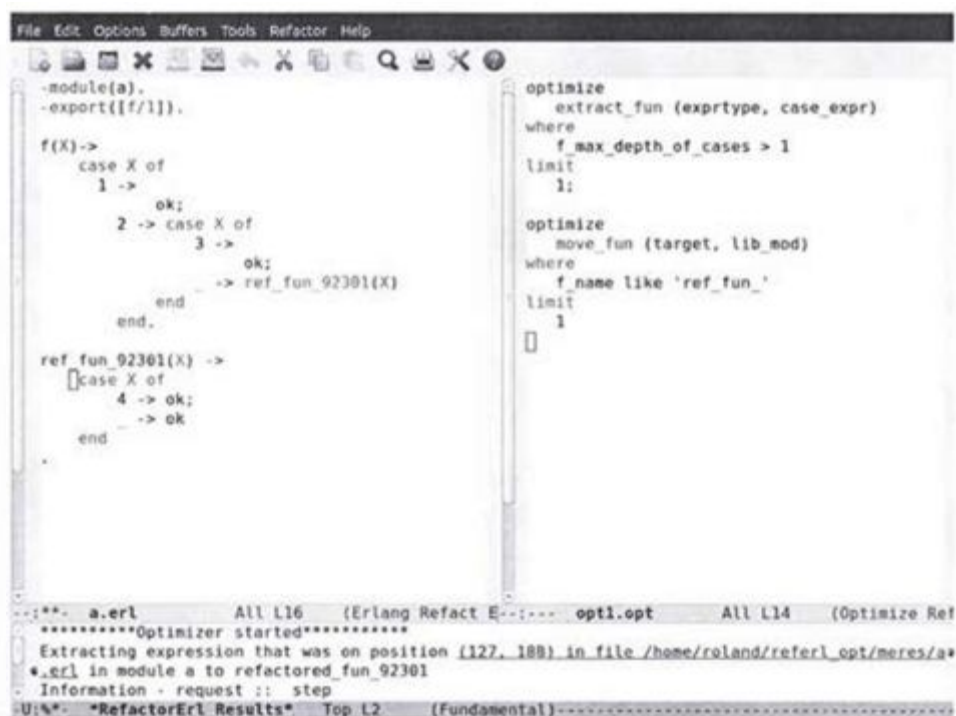 File Edit Options Buffers Tools Refactor Help
-module(a).
-export([f/1]).
f(X)->
case X of
1 ->
ok;
2 -> case X of
3 ->
ok;
_ -> ref_fun_92301(X)
end
end.
ref_fun_92301(X) ->
case X of
4 -> ok;
_ -> ok
end
.
optimize
extract_fun (exprtype, case_expr)
where
f_max_depth_of_cases > 1
limit
1;
optimize
move_fun (target, lib_mod)
where
f_name like 'ref_fun_'
limit
1
--:**- a.erl All L16 (Erlang Refact E
--:--- opt1.opt All L14 (Optimize Ref
**********Optimizer started***********
Extracting expression that was on position (127, 188) in file /home/roland/referl_opt/meres/a
.erl in module a to refactored_fun_92301
Information - request :: step
-U:%*- *RefactorErl Results* Top L2 (Fundamental)